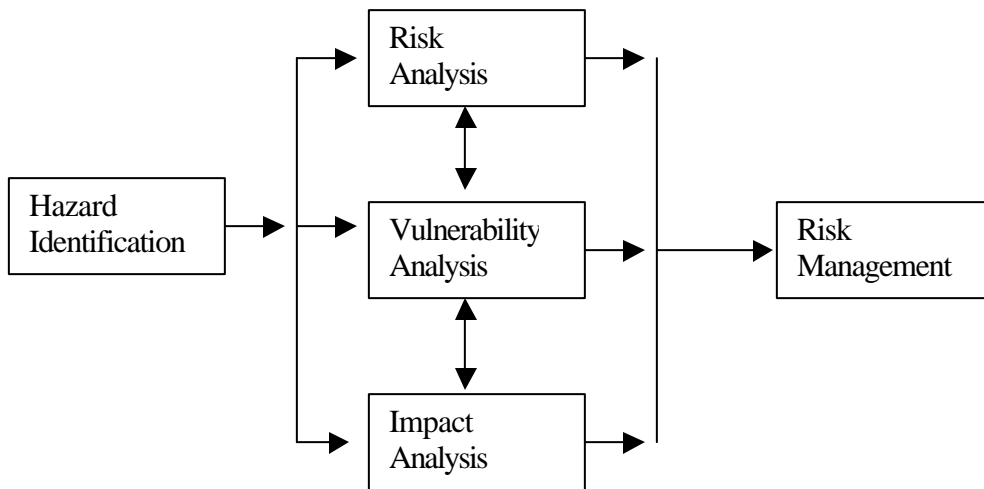 Hazard
Identification
Risk
Analysis
Vulnerability
Analysis
Impact
Analysis
Risk
Management